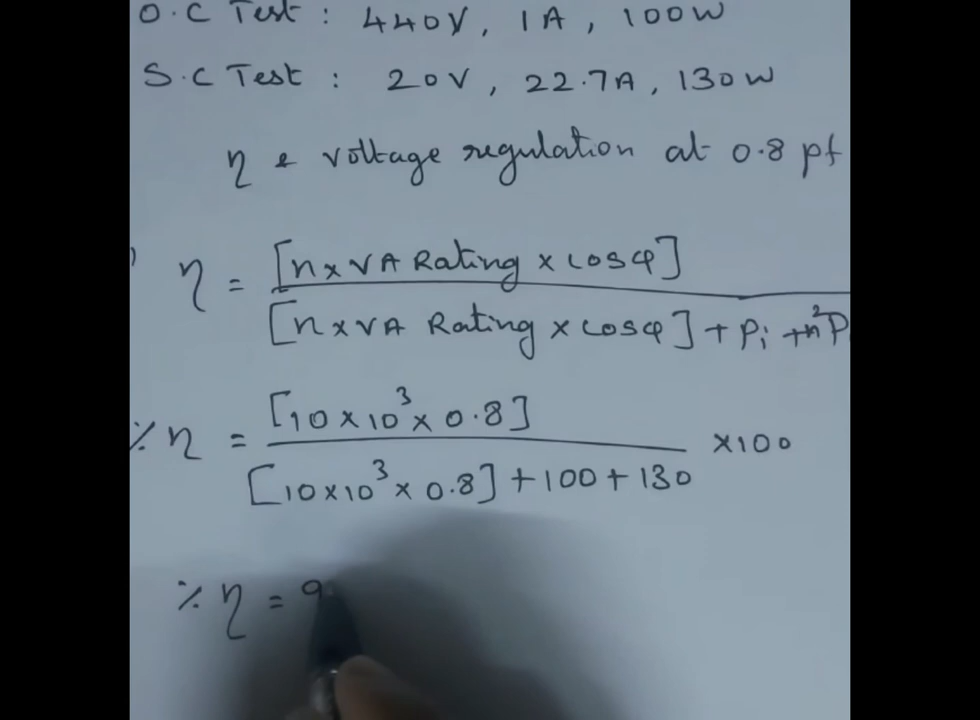 O.C Test : 440V, 1A, 100W
S.C Test : 20V, 22.7A, 130W
η & voltage regulation at 0.8 pf
) η = [n × VA Rating × cosφ]
[n × VA Rating × cosφ] + Pi + n²P
% η = [10 × 10³ × 0.8] × 100
[10 × 10³ × 0.8] + 100 + 130
% η = 9